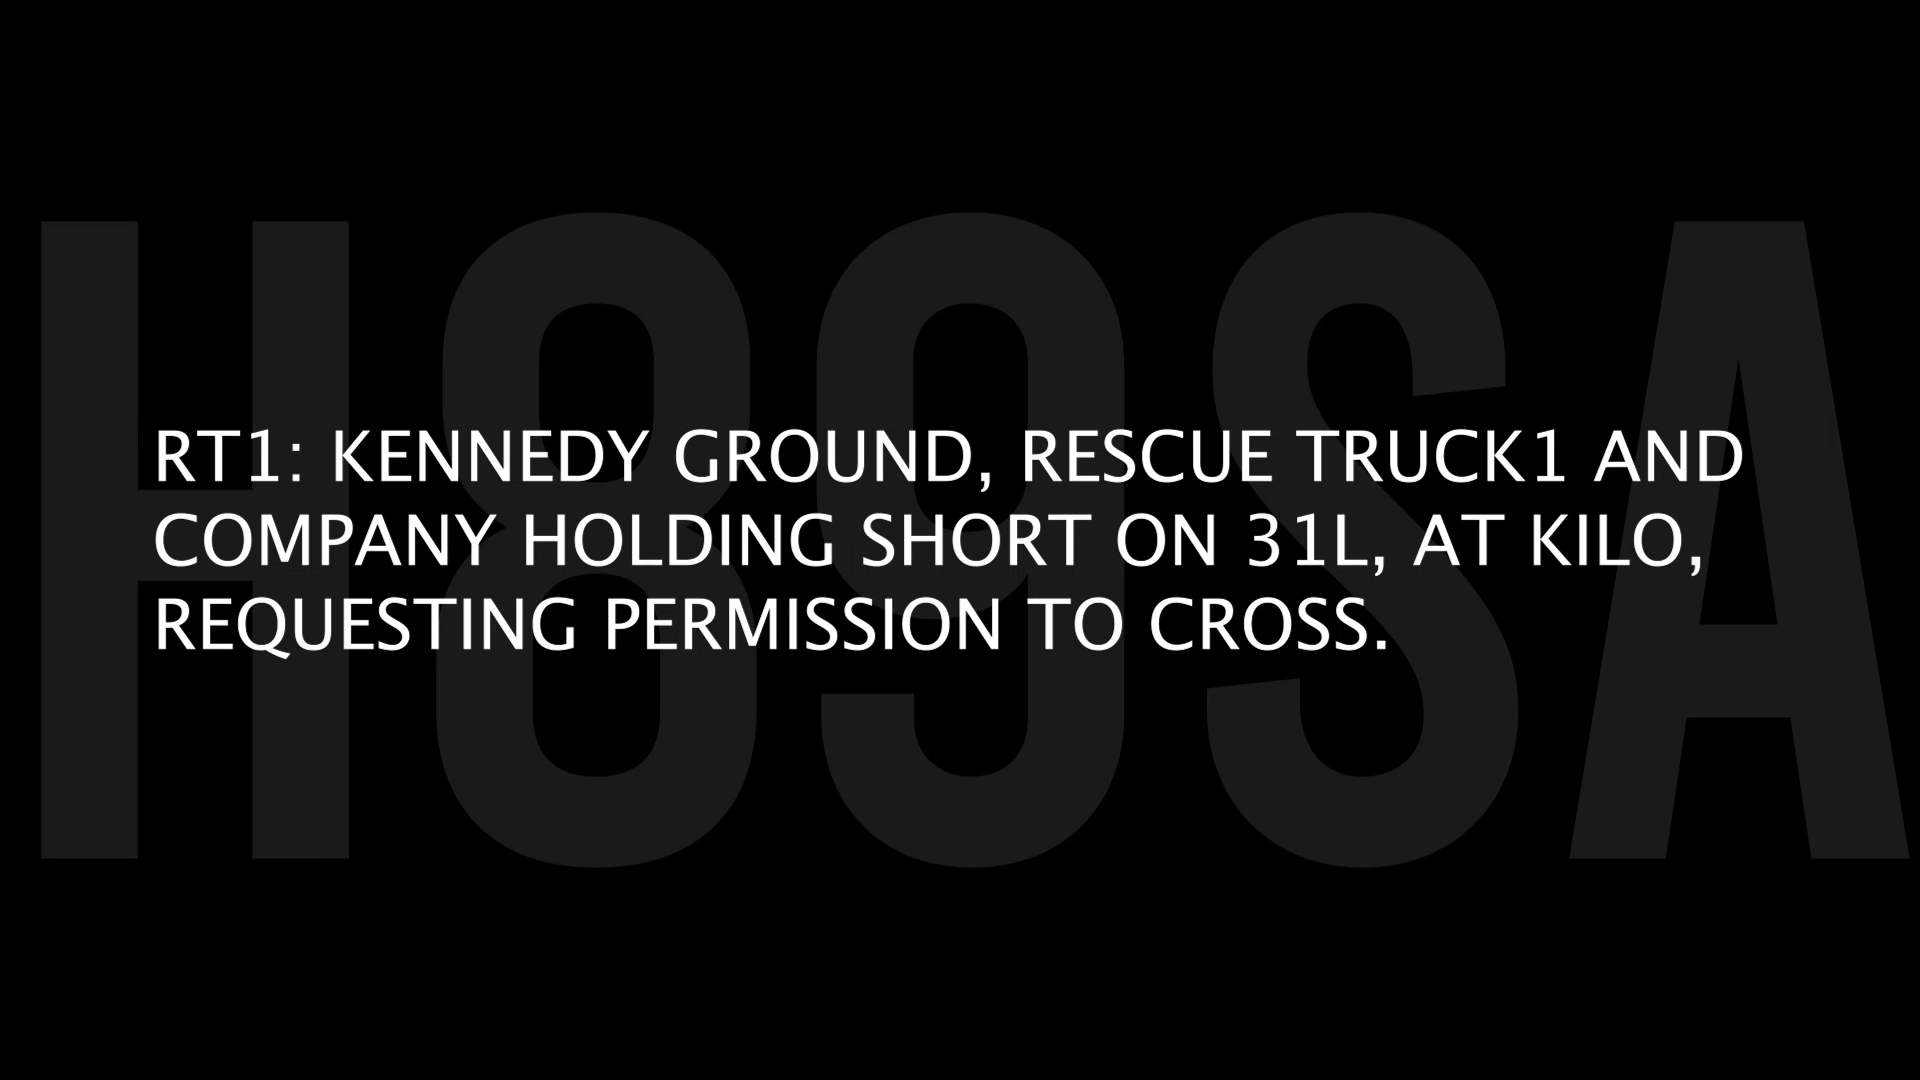 H89SA
RT1: KENNEDY GROUND, RESCUE TRUCK1 AND
COMPANY HOLDING SHORT ON 31L, AT KILO,
REQUESTING PERMISSION TO CROSS.